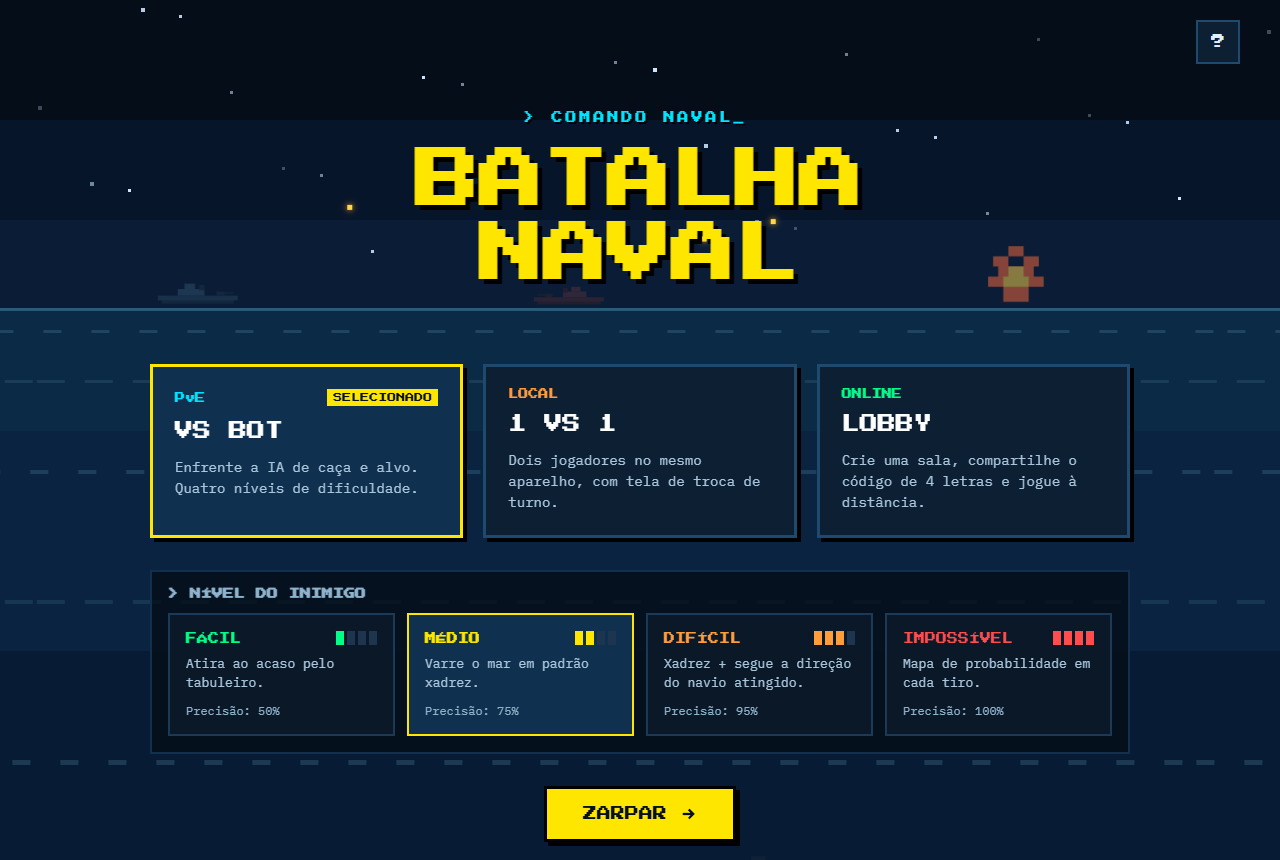 ?
> COMANDO NAVAL_
BATALHA
NAVAL
PvE
SELECIONADO
VS BOT
Enfrente a IA de caça e alvo.
Quatro níveis de dificuldade.
LOCAL
1 VS 1
Dois jogadores no mesmo
aparelho, com tela de troca de
turno.
ONLINE
LOBBY
Crie uma sala, compartilhe o
código de 4 letras e jogue à
distância.
> NíVEL DO INIMIGO
FáCIL
Atira ao acaso pelo
tabuleiro.
Precisão: 50%
MéDIO
Varre o mar em padrão
xadrez.
Precisão: 75%
DIFíCIL
Xadrez + segue a direção
do navio atingido.
Precisão: 95%
IMPOSSíVEL
Mapa de probabilidade em
cada tiro.
Precisão: 100%
ZARPAR →